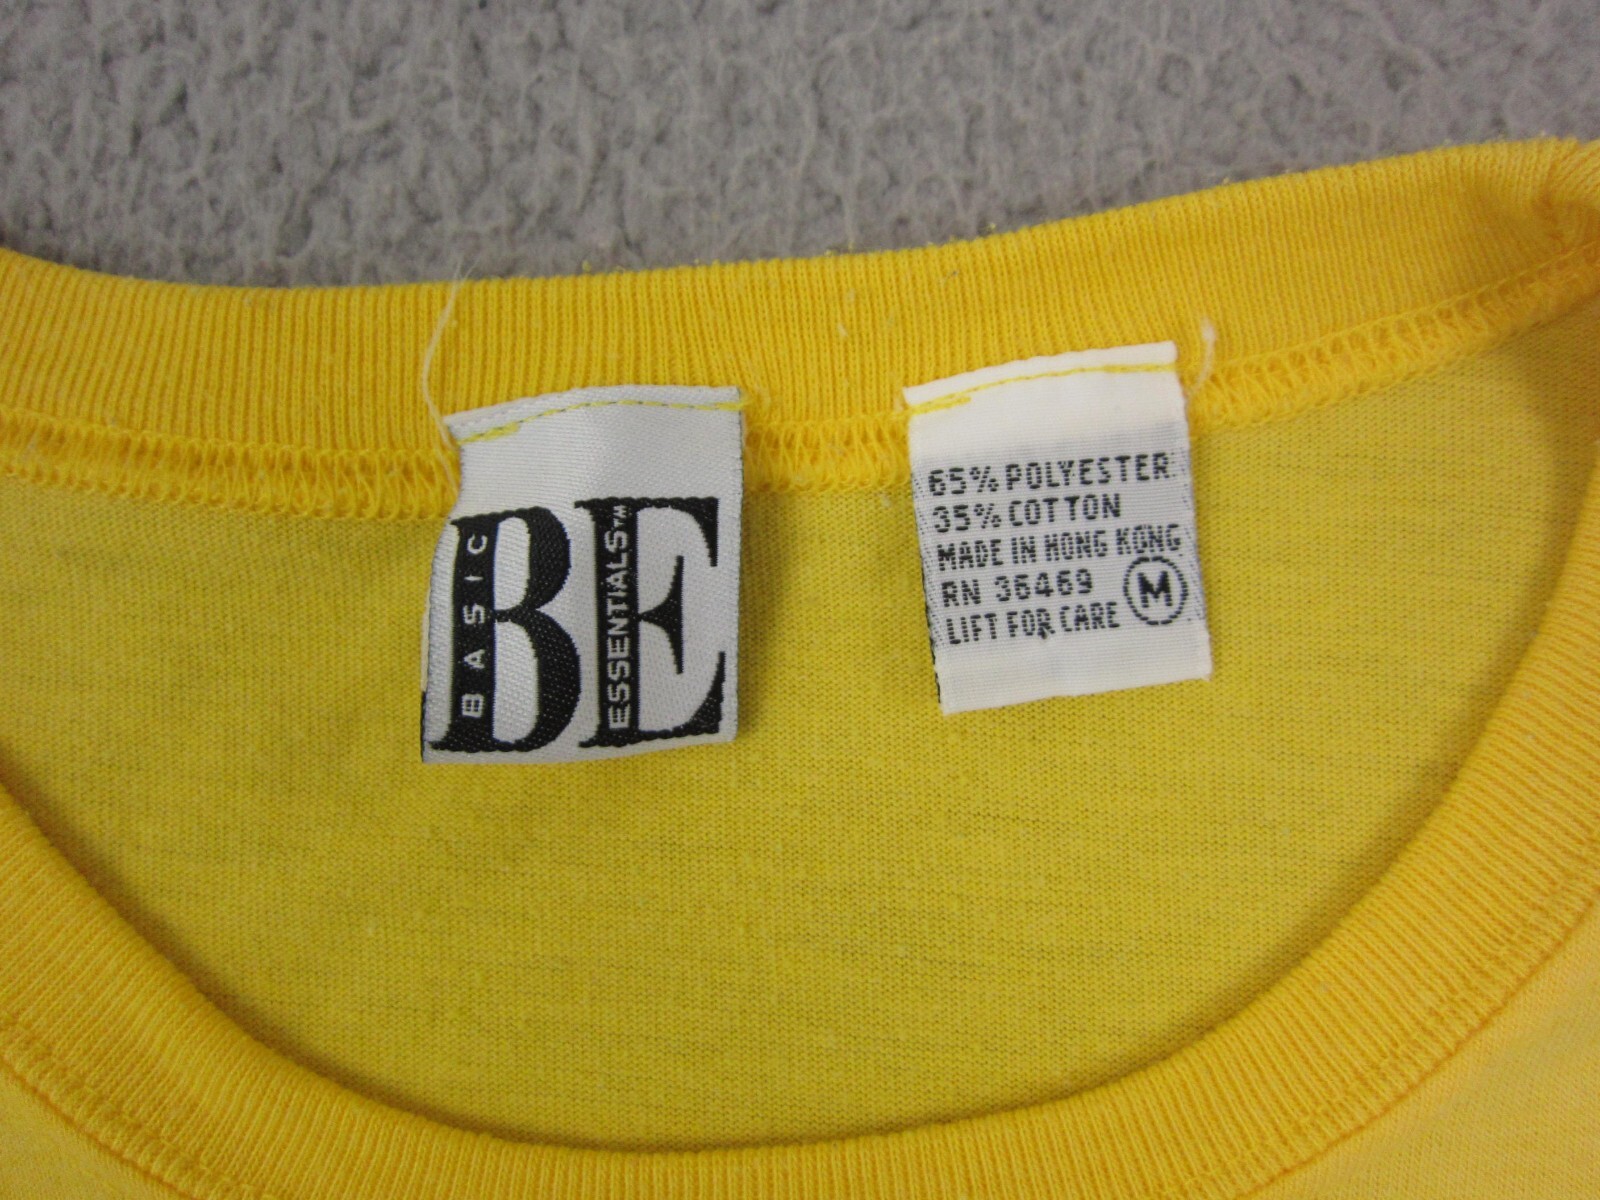 BE
BASIC
ESSENTIALS™
65% POLYESTER
35% COTTON
MADE IN HONG KONG
RN 36469
LIFT FOR CARE
M